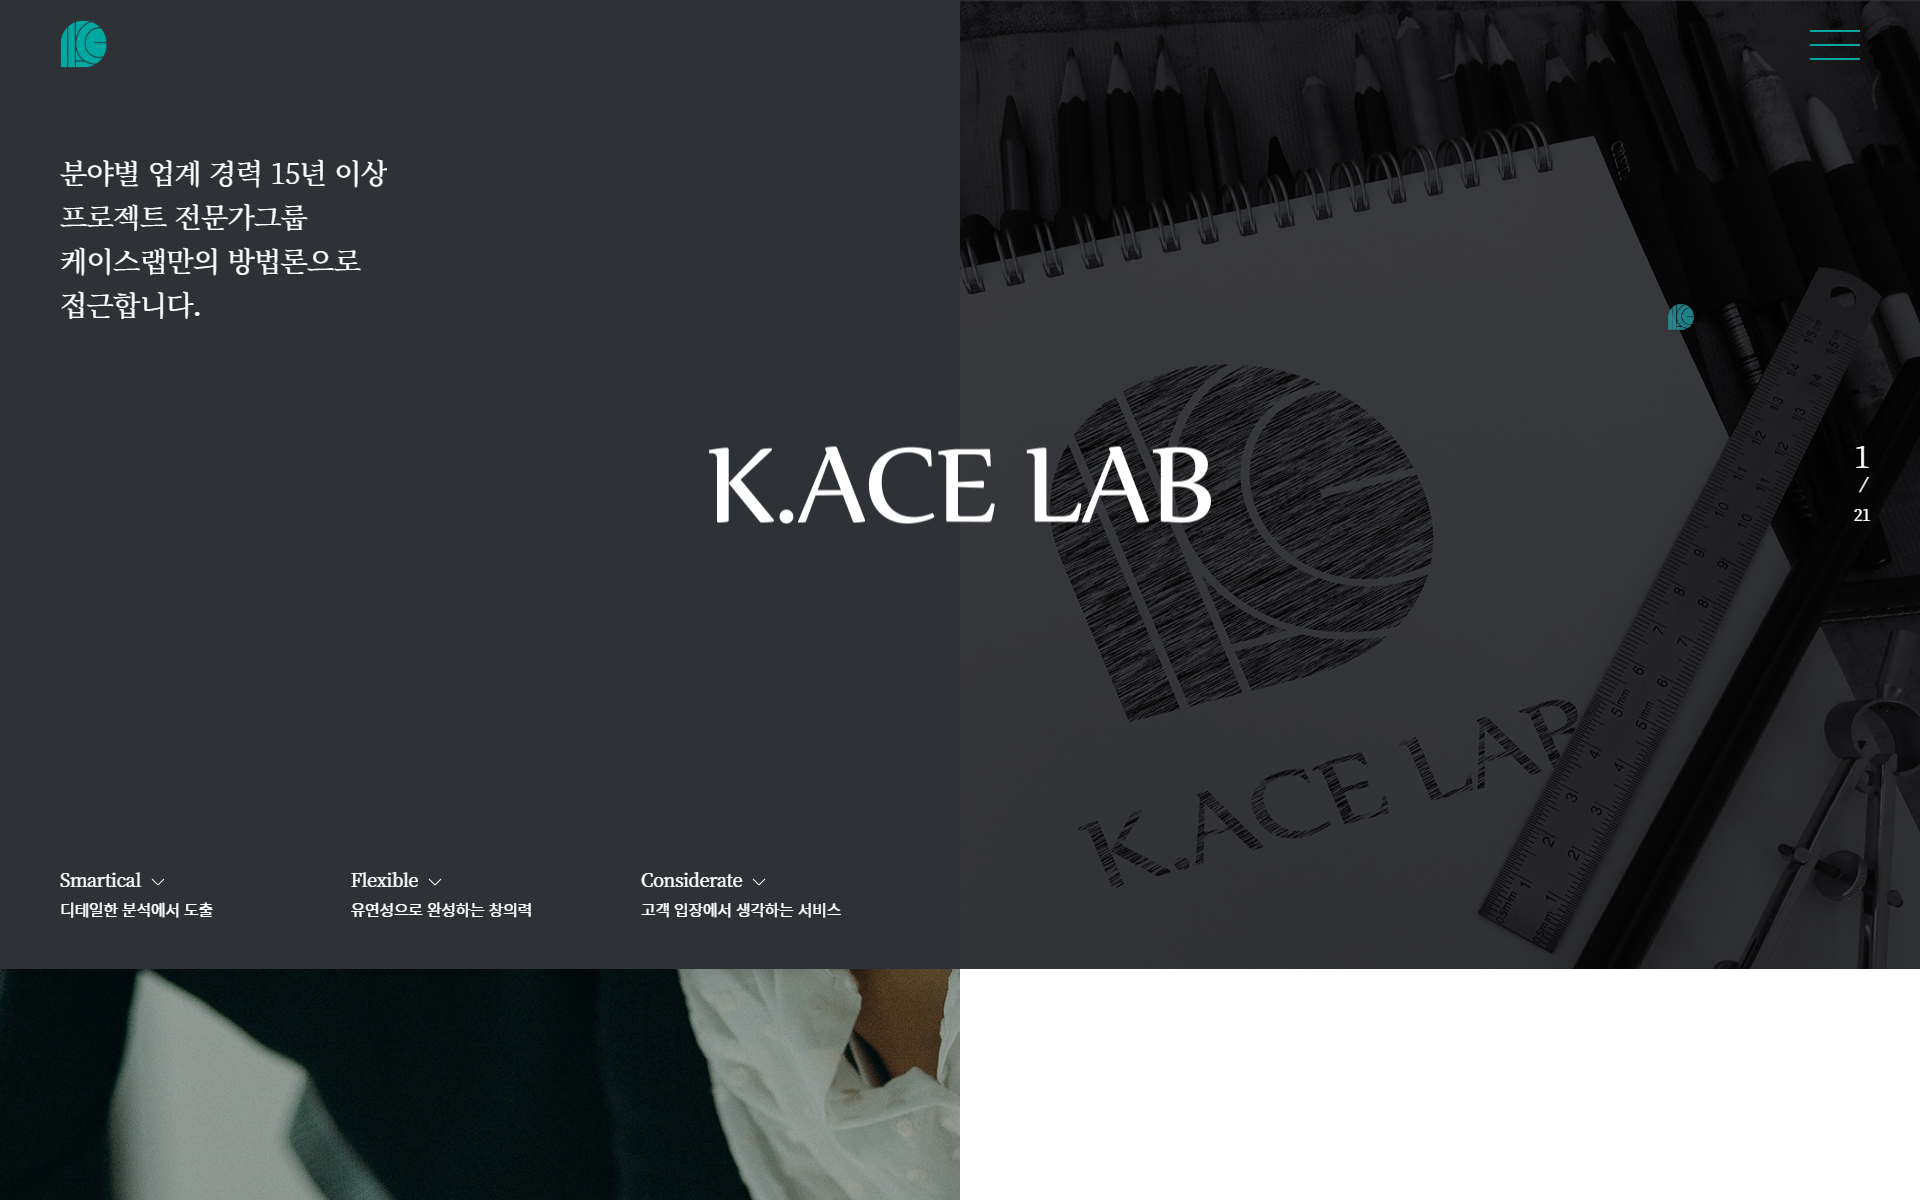 분야별 업계 경력 15년 이상
프로젝트 전문가그룹
케이스랩만의 방법론으로
접근합니다.
K.ACE LAB
1
/
21
K.ACE LAB
Smartical
디테일한 분석에서 도출
Flexible
유연성으로 완성하는 창의력
Considerate
고객 입장에서 생각하는 서비스